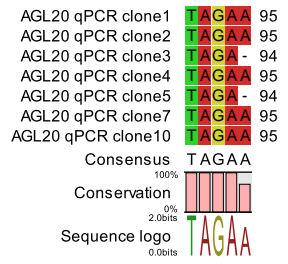 AGL20 qPCR clone1 TAGAA 95
AGL20 qPCR clone2 TAGAA 95
AGL20 qPCR clone3 TAGA- 94
AGL20 qPCR clone4 TAGAA 95
AGL20 qPCR clone5 TAGA- 94
AGL20 qPCR clone7 TAGAA 95
AGL20 qPCR clone10 TAGAA 95
Consensus TAGAA
100%
Conservation
0%
2.0bits
Sequence logo TAGAA
0.0bits